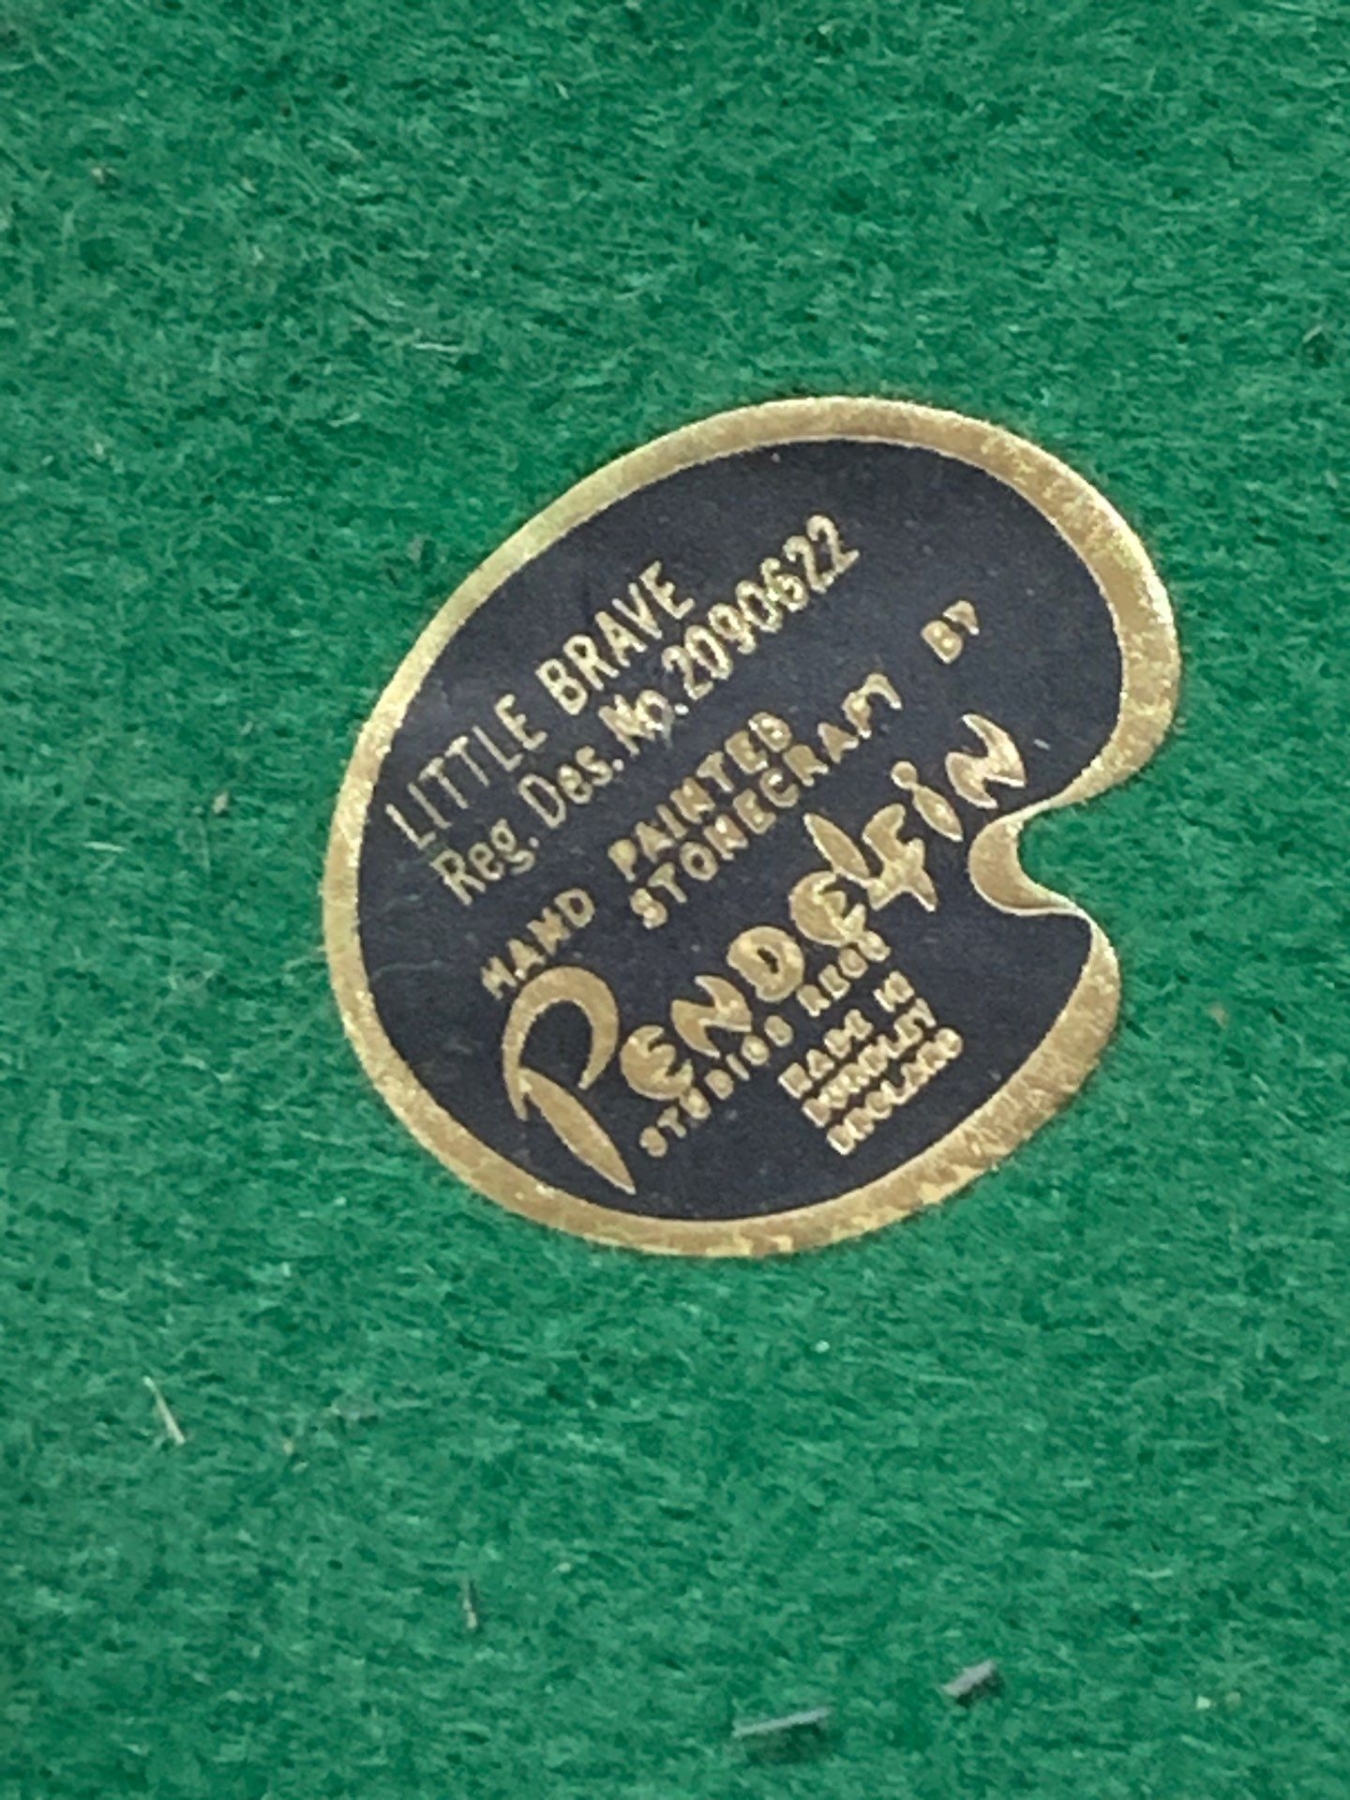 LITTLE BRAVE
Reg. Des. No. 2090622
HAND PAINTED
STONECRAFT BY
PENDELFIN
STUDIOS REGD
MADE IN
BURNLEY
ENGLAND